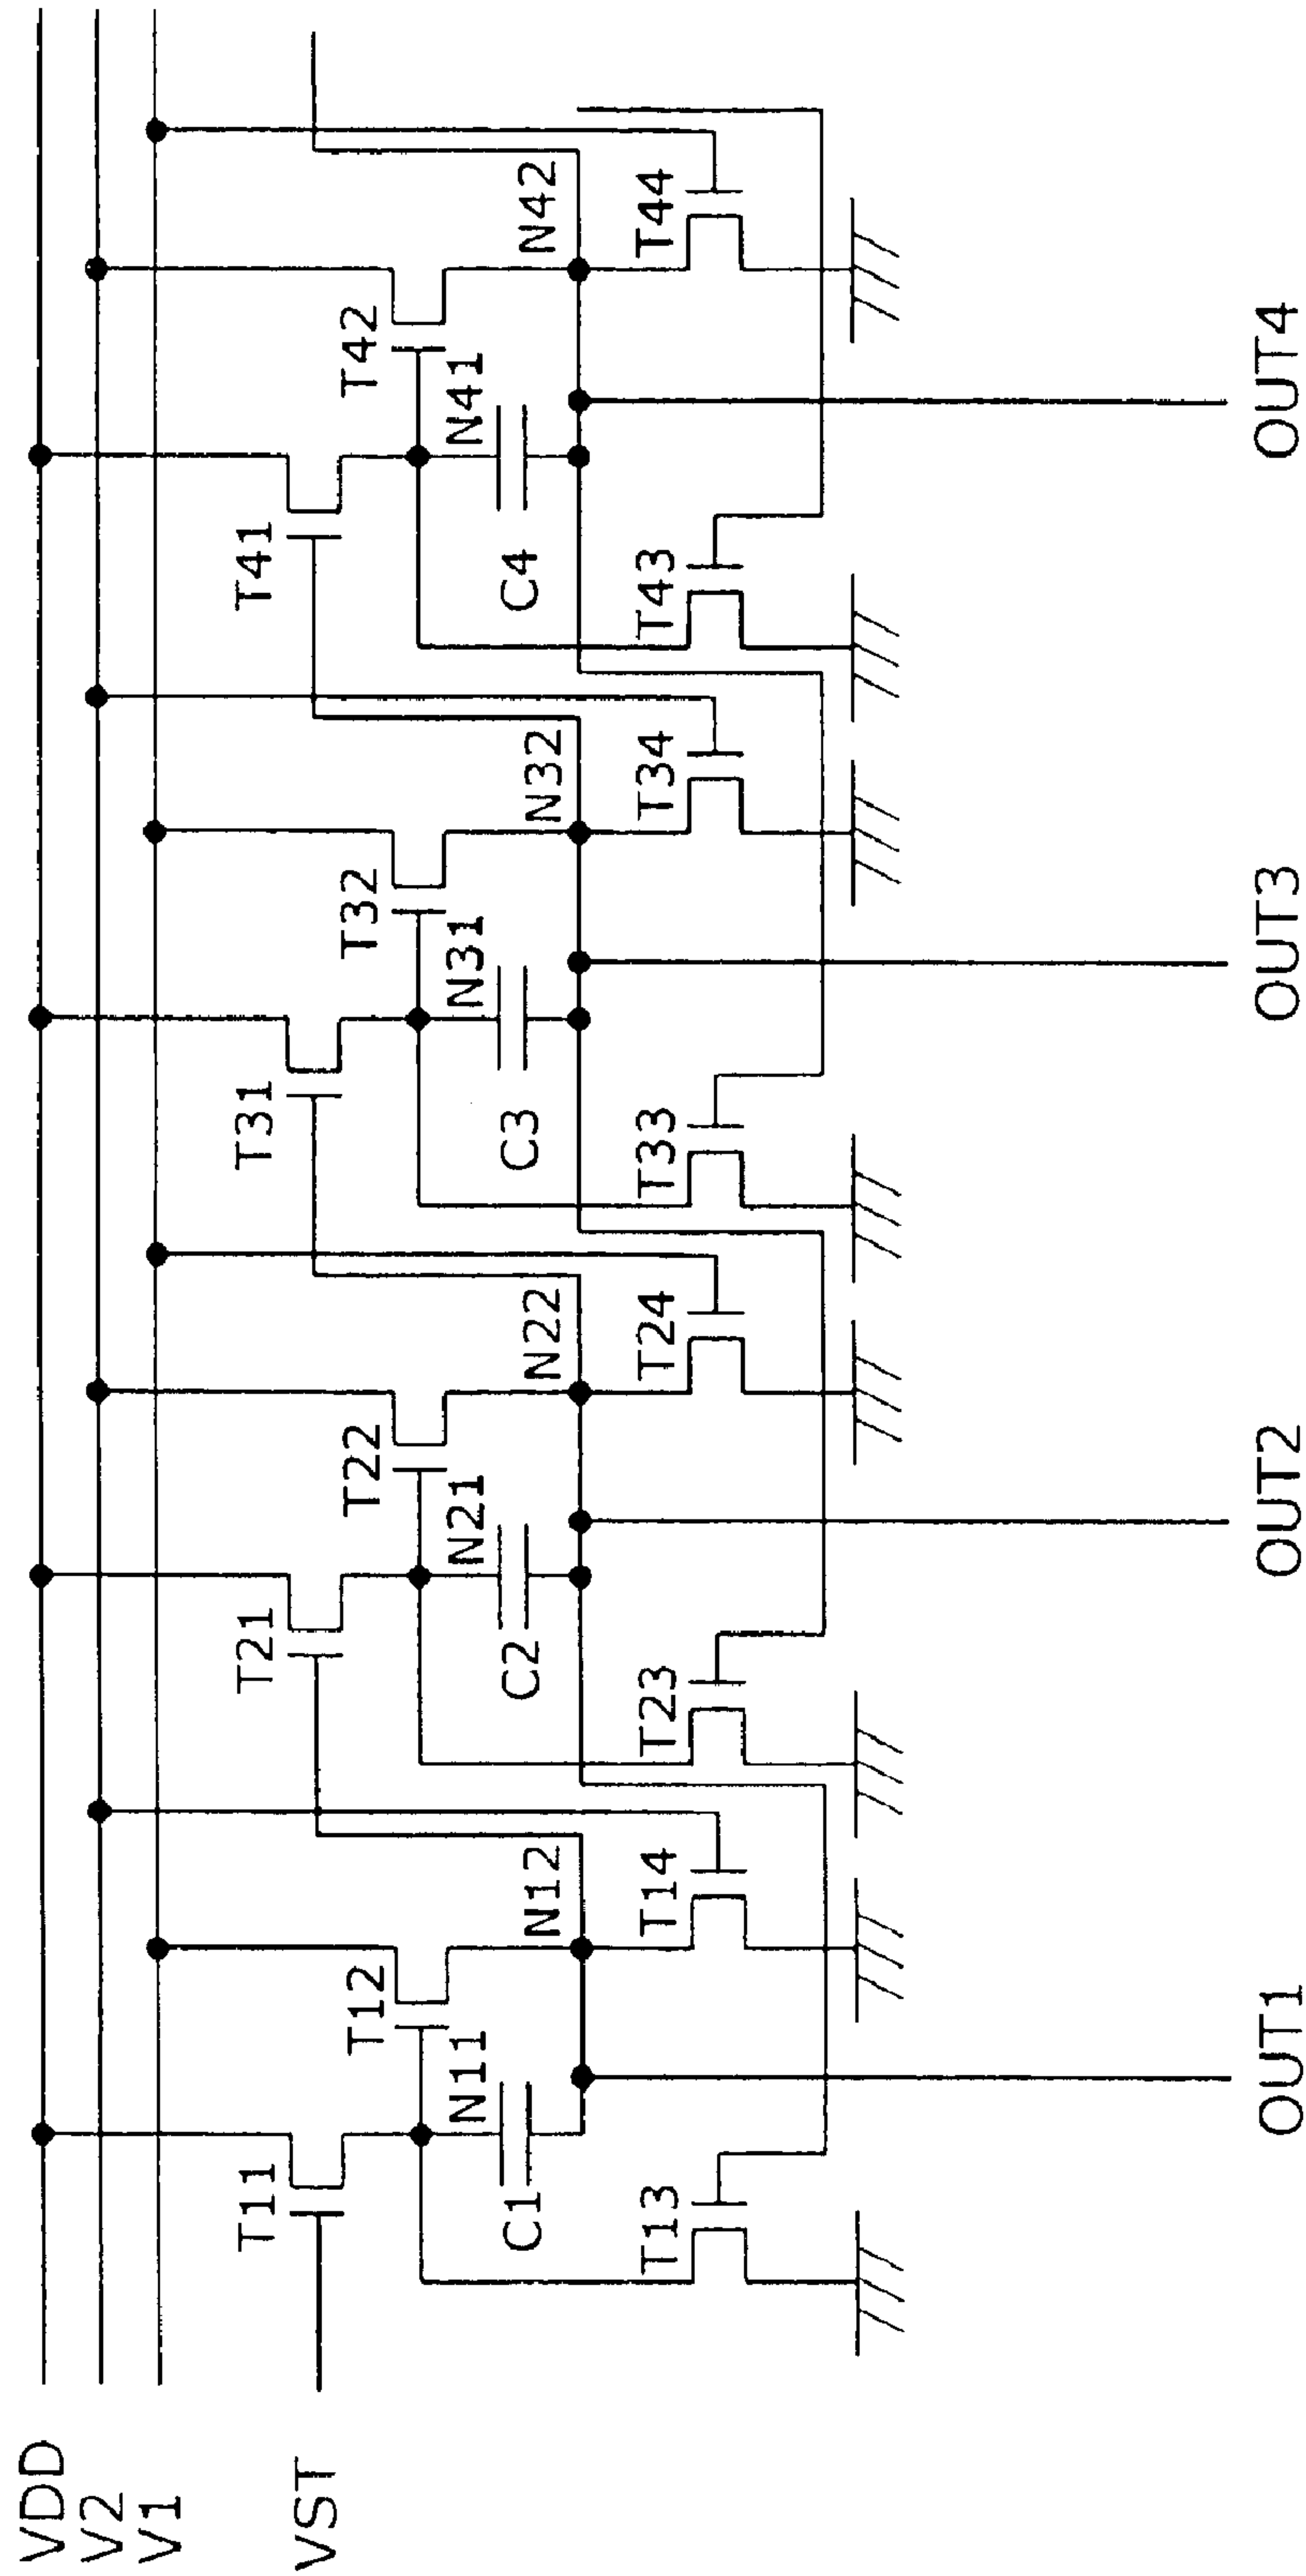 VDD
V2
V1
VST
T11
T12
N11
C1
N12
T13
T14
OUT1
T21
T22
N21
C2
N22
T23
T24
OUT2
T31
T32
N31
C3
N32
T33
T34
OUT3
T41
T42
N41
C4
N42
T43
T44
OUT4